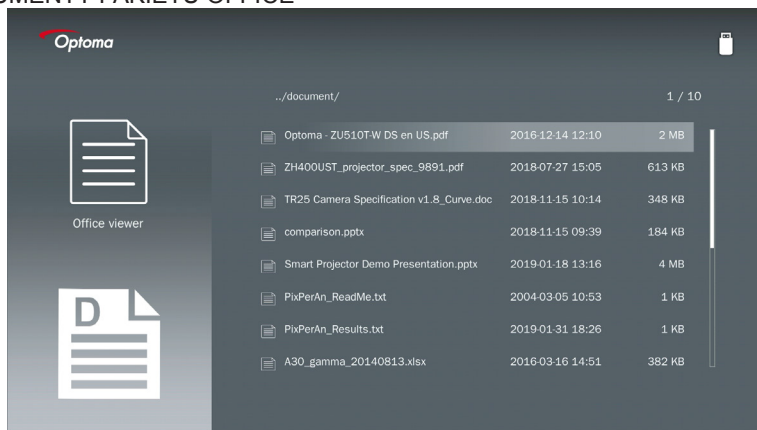 Optoma
../document/ 1 / 10
Optoma - ZU510T-W DS en US.pdf 2016-12-14 12:10 2 MB
ZH400UST_projector_spec_9891.pdf 2018-07-27 15:05 613 KB
TR25 Camera Specification v1.8_Curve.doc 2018-11-15 10:14 348 KB
Office viewer
comparison.pptx 2018-11-15 09:39 184 KB
Smart Projector Demo Presentation.pptx 2019-01-18 13:16 4 MB
PixPerAn_ReadMe.txt 2004-03-05 10:53 1 KB
D
PixPerAn_Results.txt 2019-01-31 18:26 1 KB
A30_gamma_20140813.xlsx 2016-03-16 14:51 382 KB